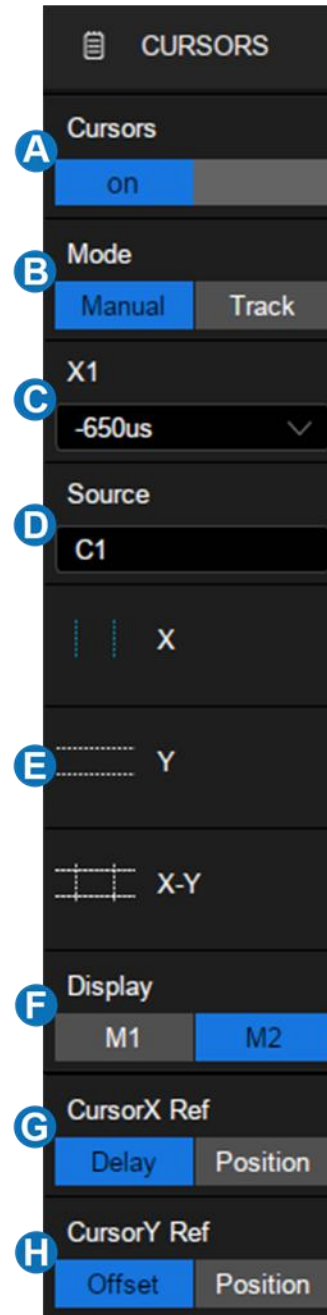 CURSORS
Cursors
A
on
Mode
B
Manual Track
X1
C
-650us
Source
D
C1
X
E
Y
X-Y
Display
F
M1 M2
CursorX Ref
G
Delay Position
CursorY Ref
H
Offset Position